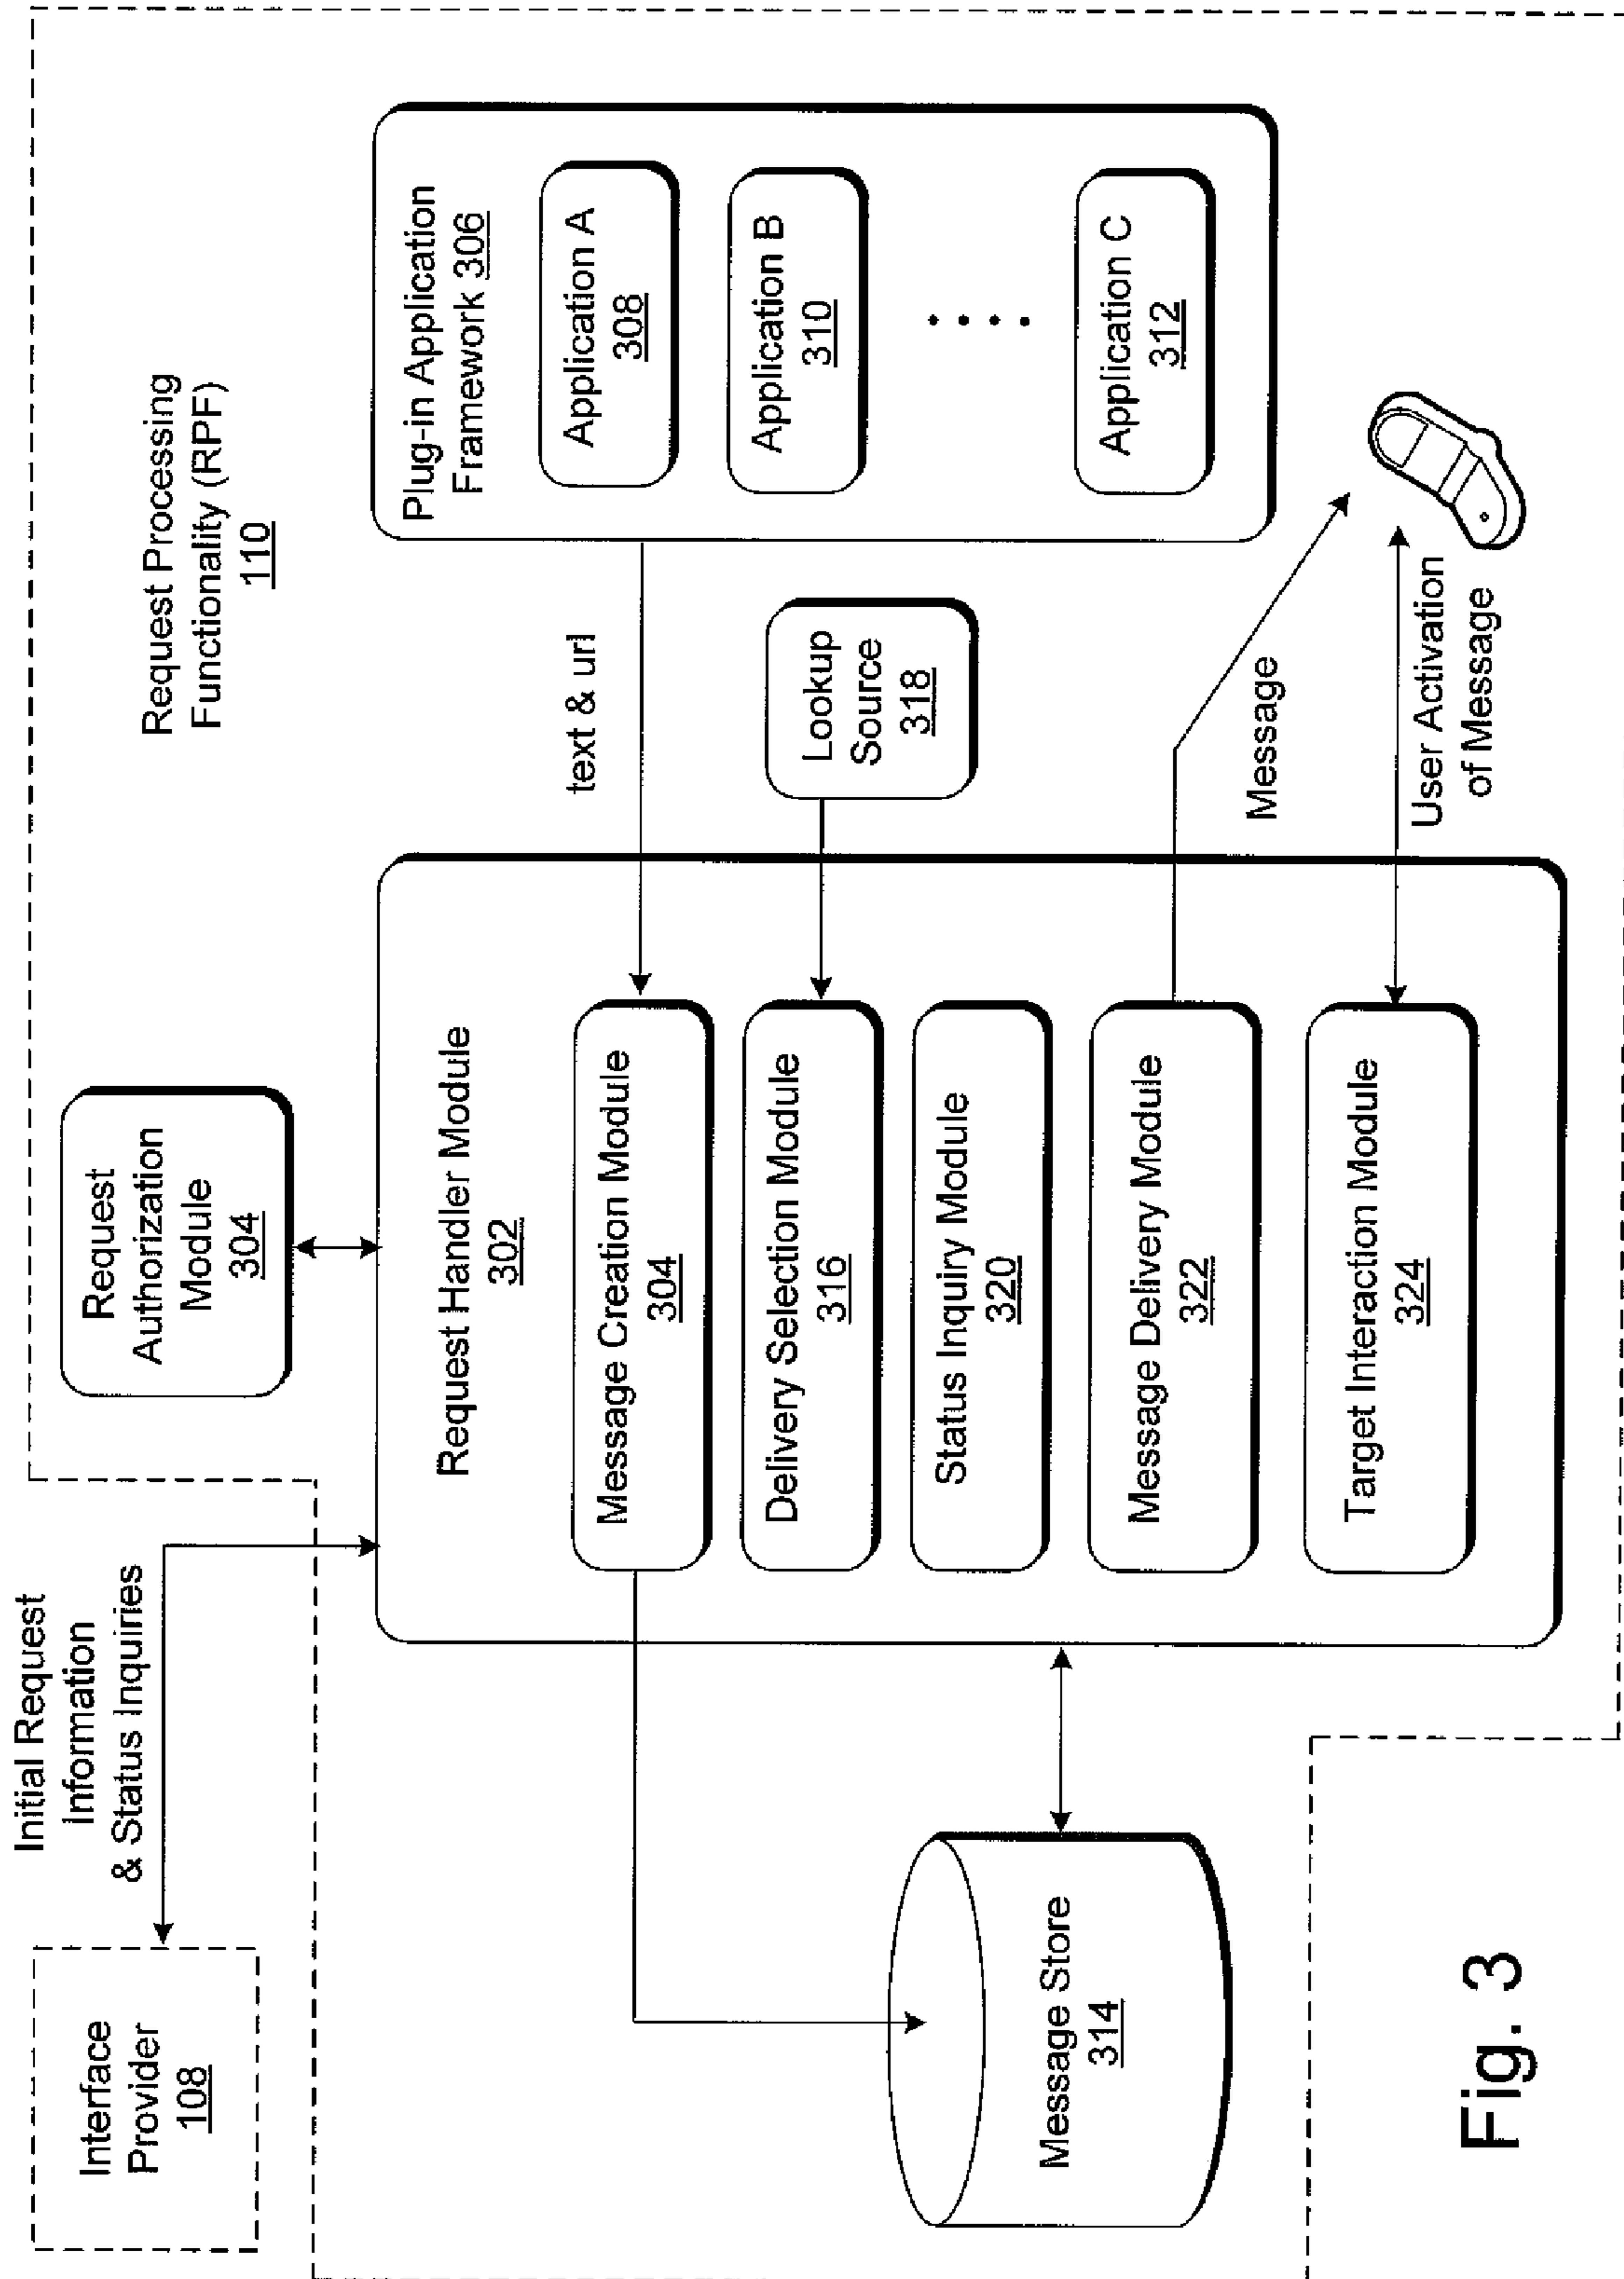 Initial Request
Information
& Status Inquiries
Interface
Provider
108
Request
Authorization
Module
304
Request Processing
Functionality (RPF)
110
Request Handler Module
302
Message Creation Module
304
Delivery Selection Module
316
Status Inquiry Module
320
Message Delivery Module
322
Target Interaction Module
324
text & url
Lookup
Source
318
Plug-in Application
Framework 306
Application A
308
Application B
310
Application C
312
Message
User Activation
of Message
Message Store
314
Fig. 3